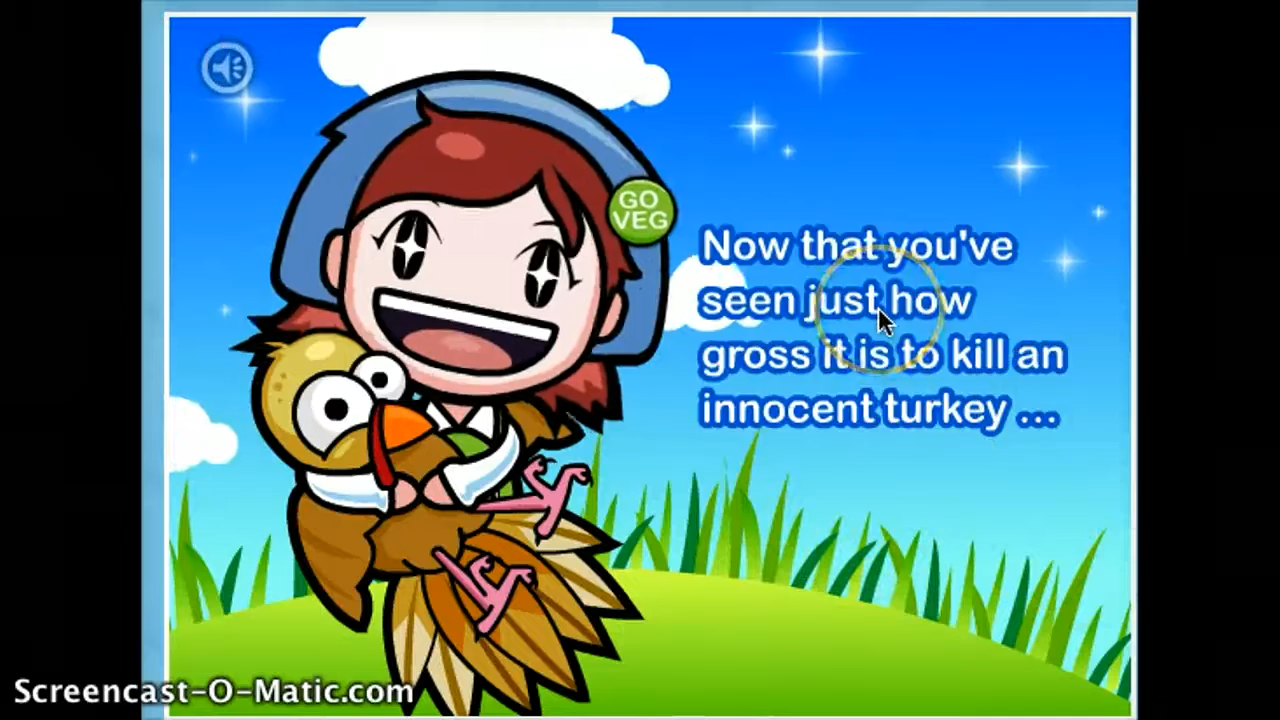 GO
VEG
Now that you've
seen just how
gross it is to kill an
innocent turkey ...
Screencast-O-Matic.com